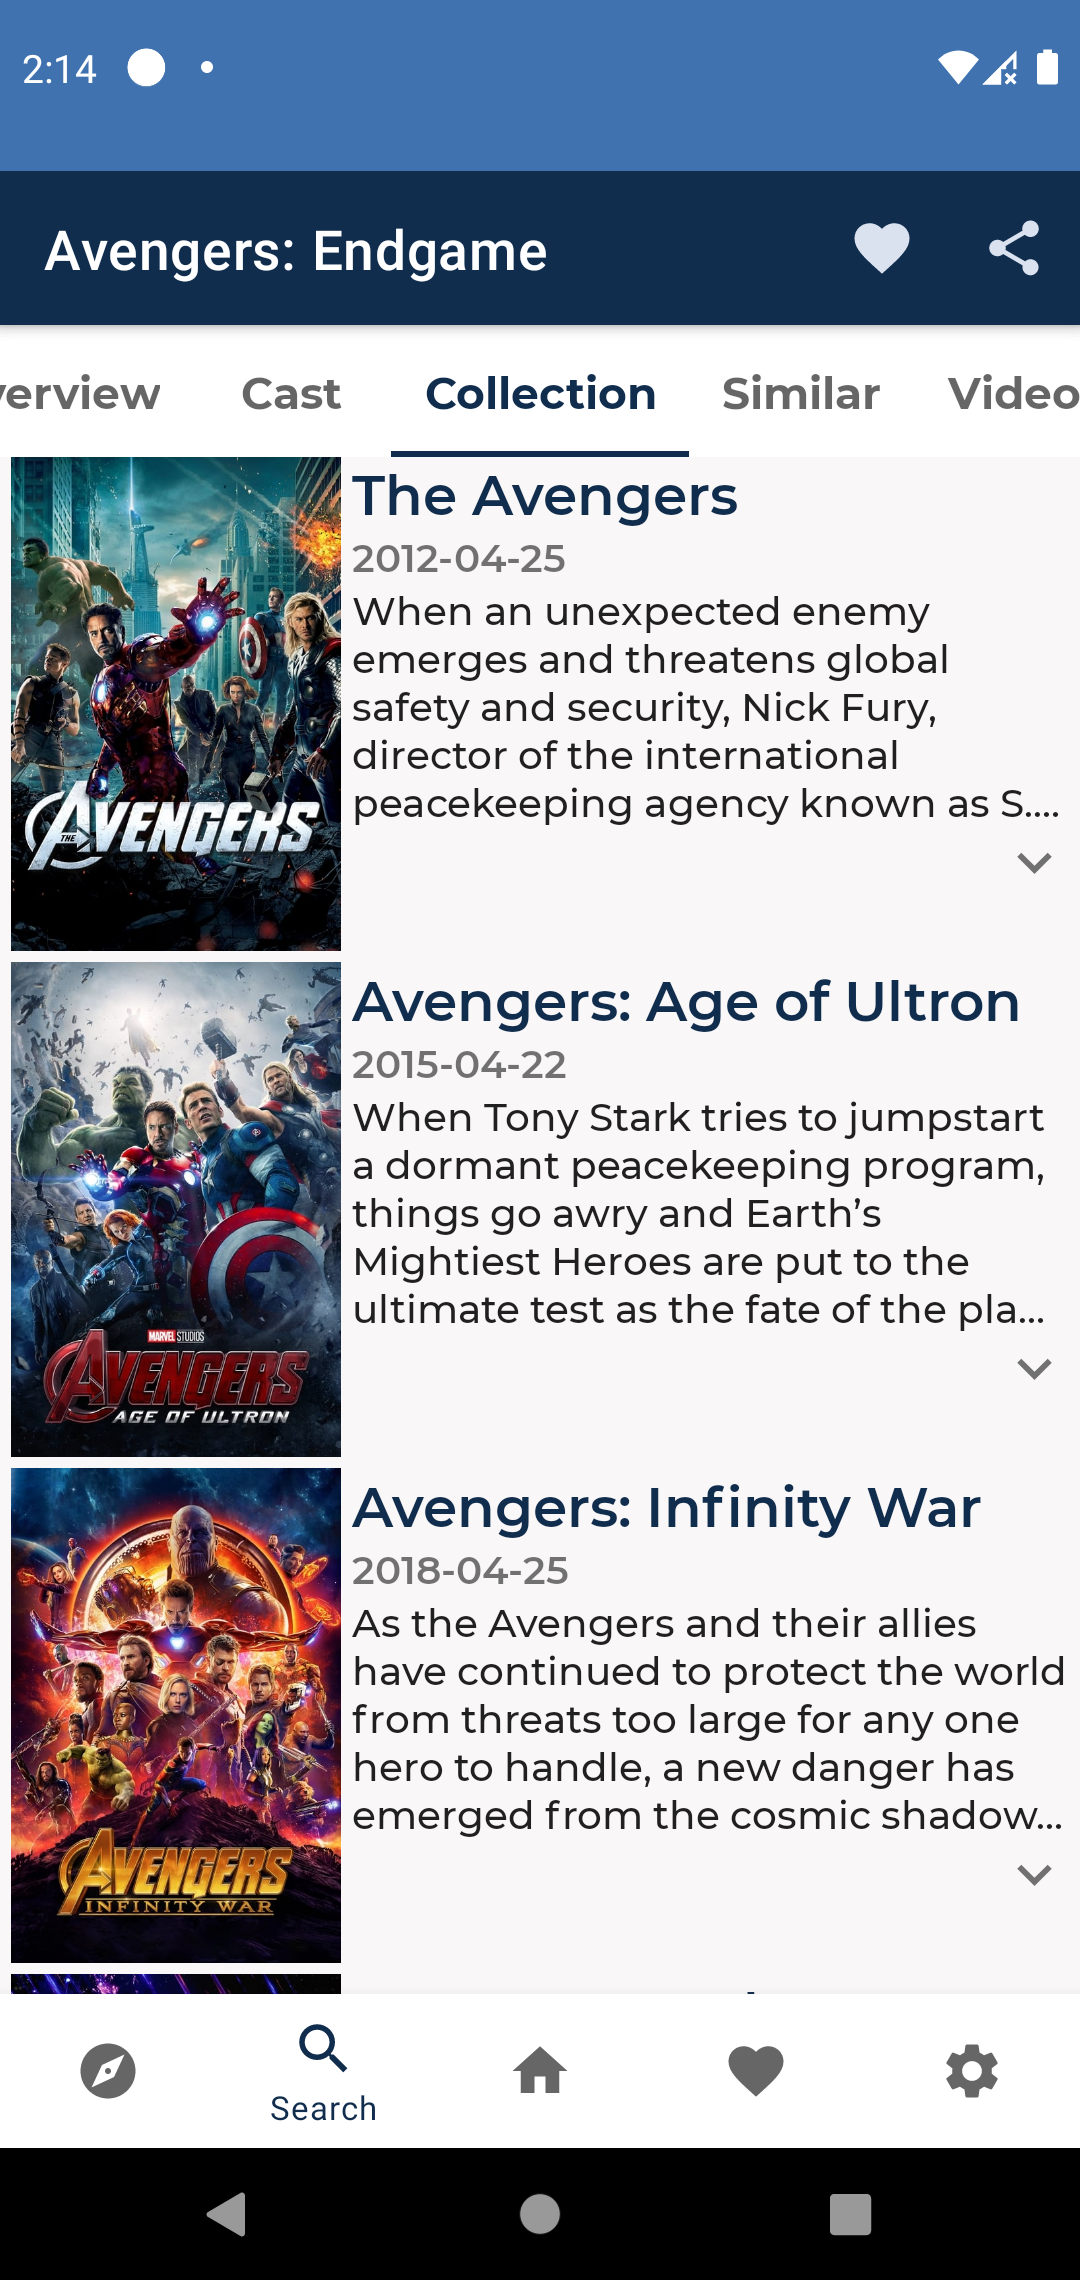 2:14
Avengers: Endgame
verview Cast Collection Similar Video
The Avengers
2012-04-25
When an unexpected enemy
emerges and threatens global
safety and security, Nick Fury,
director of the international
peacekeeping agency known as S....
THE AVENGERS
Avengers: Age of Ultron
2015-04-22
When Tony Stark tries to jumpstart
a dormant peacekeeping program,
things go awry and Earth’s
Mightiest Heroes are put to the
ultimate test as the fate of the pla...
MARVEL STUDIOS
AVENGERS
AGE OF ULTRON
Avengers: Infinity War
2018-04-25
As the Avengers and their allies
have continued to protect the world
from threats too large for any one
hero to handle, a new danger has
emerged from the cosmic shadow...
AVENGERS
INFINITY WAR
Search